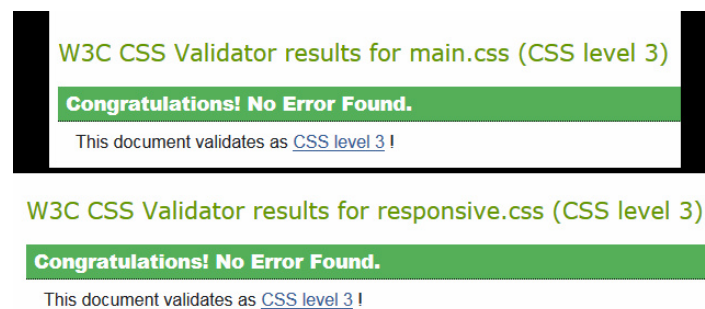 W3C CSS Validator results for main.css (CSS level 3)
Congratulations! No Error Found.
This document validates as CSS level 3 !
W3C CSS Validator results for responsive.css (CSS level 3)
Congratulations! No Error Found.
This document validates as CSS level 3 !